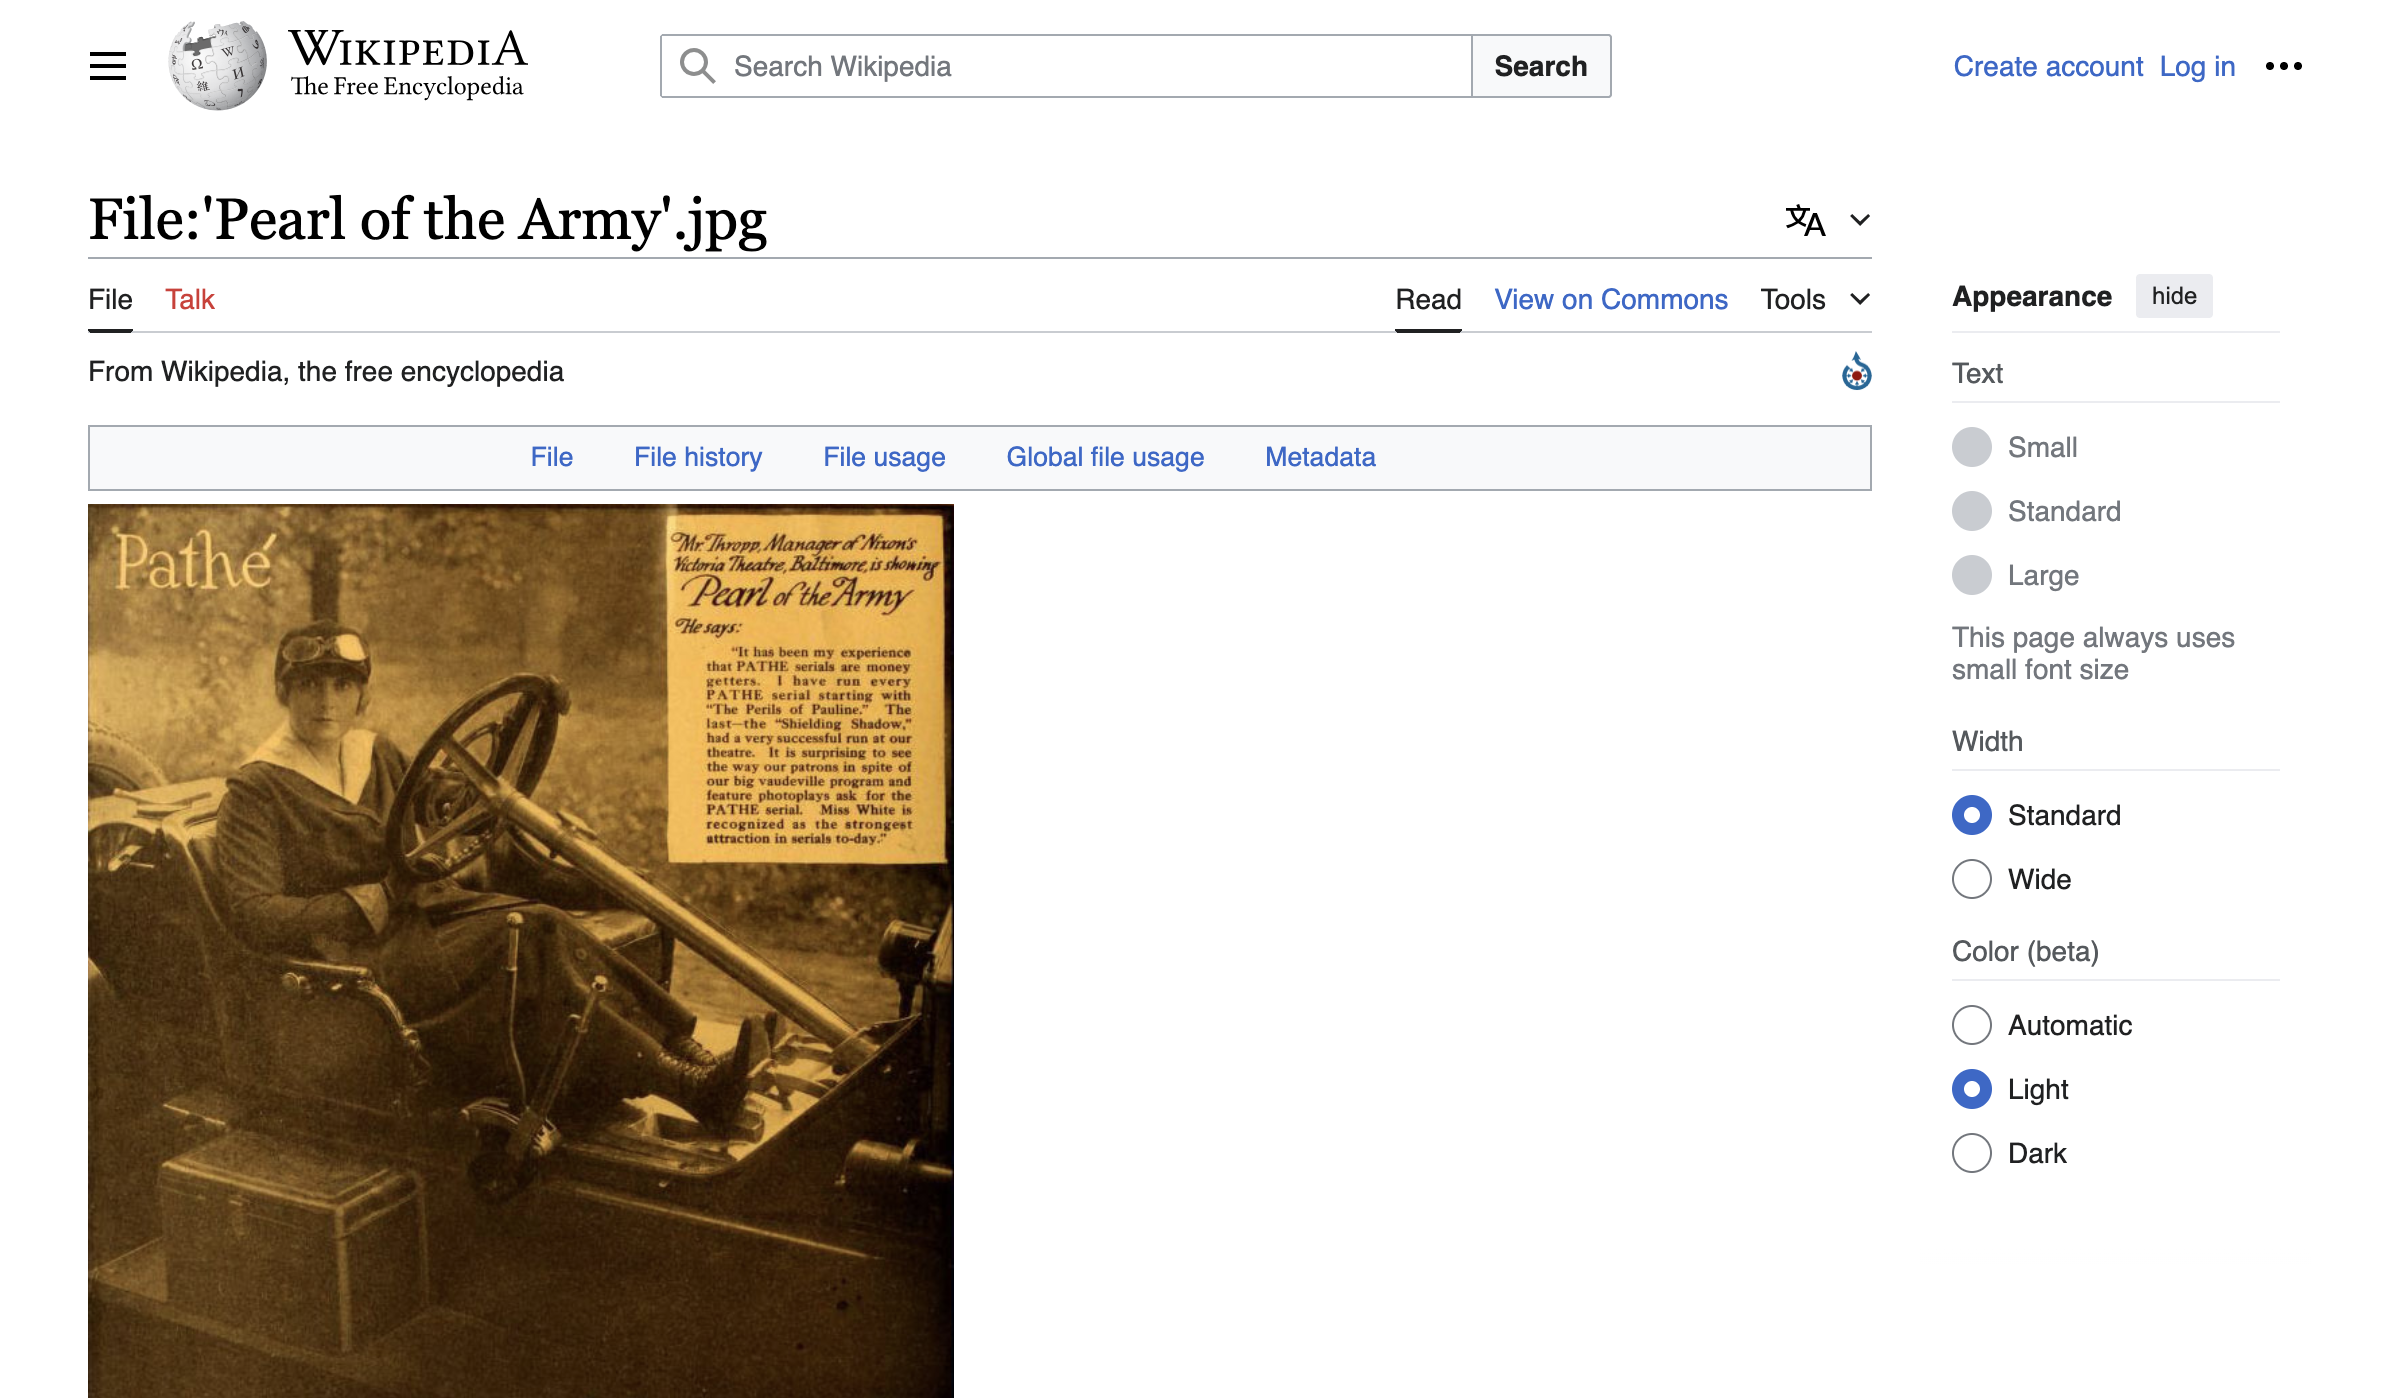 WIKIPEDIA
The Free Encyclopedia
Search Wikipedia
Search
Create account
Log in
File:'Pearl of the Army'.jpg
文A
File
Talk
Read
View on Commons
Tools
From Wikipedia, the free encyclopedia
File
File history
File usage
Global file usage
Metadata
Pathé
Mr. Thropp, Manager of Nixon's
Victoria Theatre, Baltimore, is showing
Pearl of the Army
He says:
"It has been my experience
that PATHE serials are money
getters. I have run every
PATHE serial starting with
"The Perils of Pauline." The
last—the "Shielding Shadow,"
had a very successful run at our
theatre. It is surprising to see
the way our patrons in spite of
our big vaudeville program and
feature photoplays ask for the
PATHE serial. Miss White is
recognized as the strongest
attraction in serials to-day."
Appearance
hide
Text
Small
Standard
Large
This page always uses
small font size
Width
Standard
Wide
Color (beta)
Automatic
Light
Dark